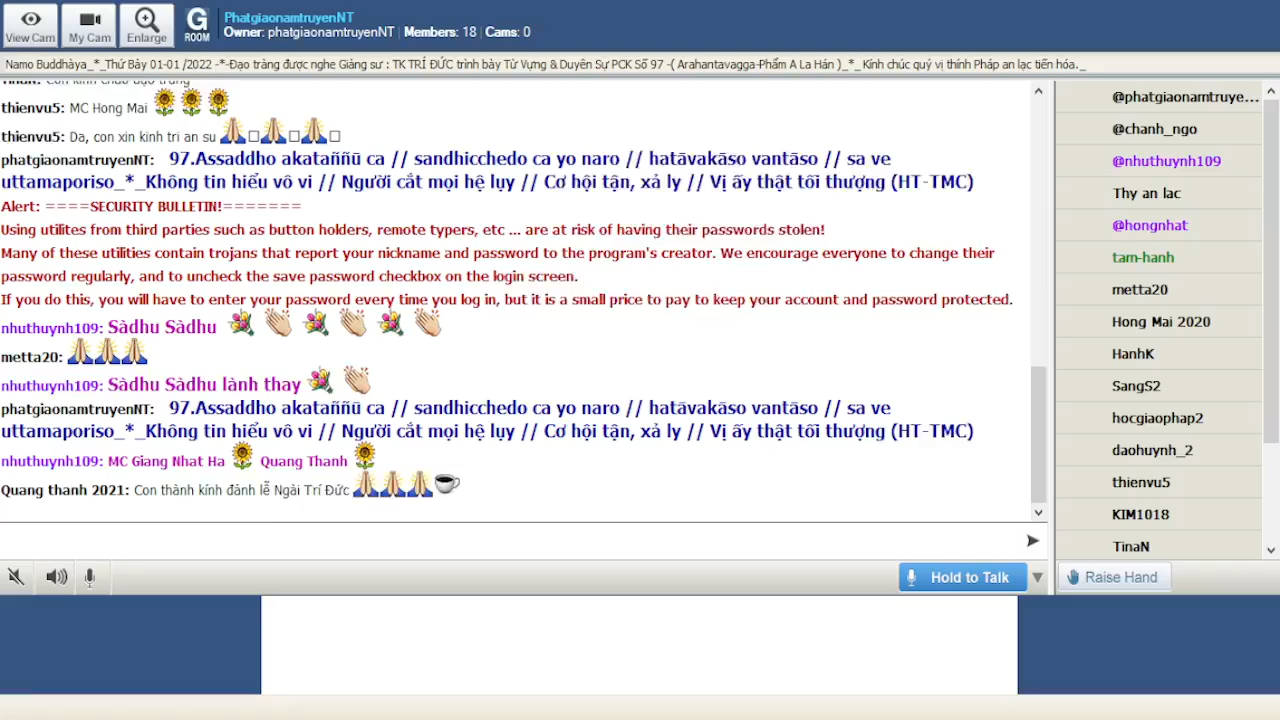 View Cam
My Cam
Enlarge
G
ROOM
PhatgiaonamtruyenNT
Owner: phatgiaonamtruyenNT | Members: 18 | Cams: 0
Namo Buddhàya_*_Thứ Bảy 01-01 /2022 -*-Đạo tràng được nghe Giảng sư : TK TRÍ ĐỨC trình bày Từ Vựng & Duyên Sự PCK Số 97 -( Arahantavagga-Phẩm A La Hán )_*_ Kính chúc quý vị thính Pháp an lạc tiến hóa._
thienvu5: MC Hong Mai
thienvu5: Da, con xin kinh tri an su
phatgiaonamtruyenNT: 97.Assaddho akataññū ca // sandhicchedo ca yo naro // hatāvakāso vantāso // sa ve
uttamaporiso_*_Không tin hiểu vô vi // Người cắt mọi hệ lụy // Cơ hội tận, xả ly // Vị ấy thật tối thượng (HT-TMC)
Alert: ====SECURITY BULLETIN!=======
Using utilites from third parties such as button holders, remote typers, etc ... are at risk of having their passwords stolen!
Many of these utilities contain trojans that report your nickname and password to the program's creator. We encourage everyone to change their
password regularly, and to uncheck the save password checkbox on the login screen.
If you do this, you will have to enter your password every time you log in, but it is a small price to pay to keep your account and password protected.
nhuthuynh109: Sàdhu Sàdhu
metta20:
nhuthuynh109: Sàdhu Sàdhu lành thay
phatgiaonamtruyenNT: 97.Assaddho akataññū ca // sandhicchedo ca yo naro // hatāvakāso vantāso // sa ve
uttamaporiso_*_Không tin hiểu vô vi // Người cắt mọi hệ lụy // Cơ hội tận, xả ly // Vị ấy thật tối thượng (HT-TMC)
nhuthuynh109: MC Giang Nhat Ha Quang Thanh
Quang thanh 2021: Con thành kính đảnh lễ Ngài Trí Đức
Hold to Talk
@phatgiaonamtruye...
@chanh_ngo
@nhuthuynh109
Thy an lac
@hongnhat
tam-hanh
metta20
Hong Mai 2020
HanhK
SangS2
hocgiaophap2
daohuynh_2
thienvu5
KIM1018
TinaN
Raise Hand